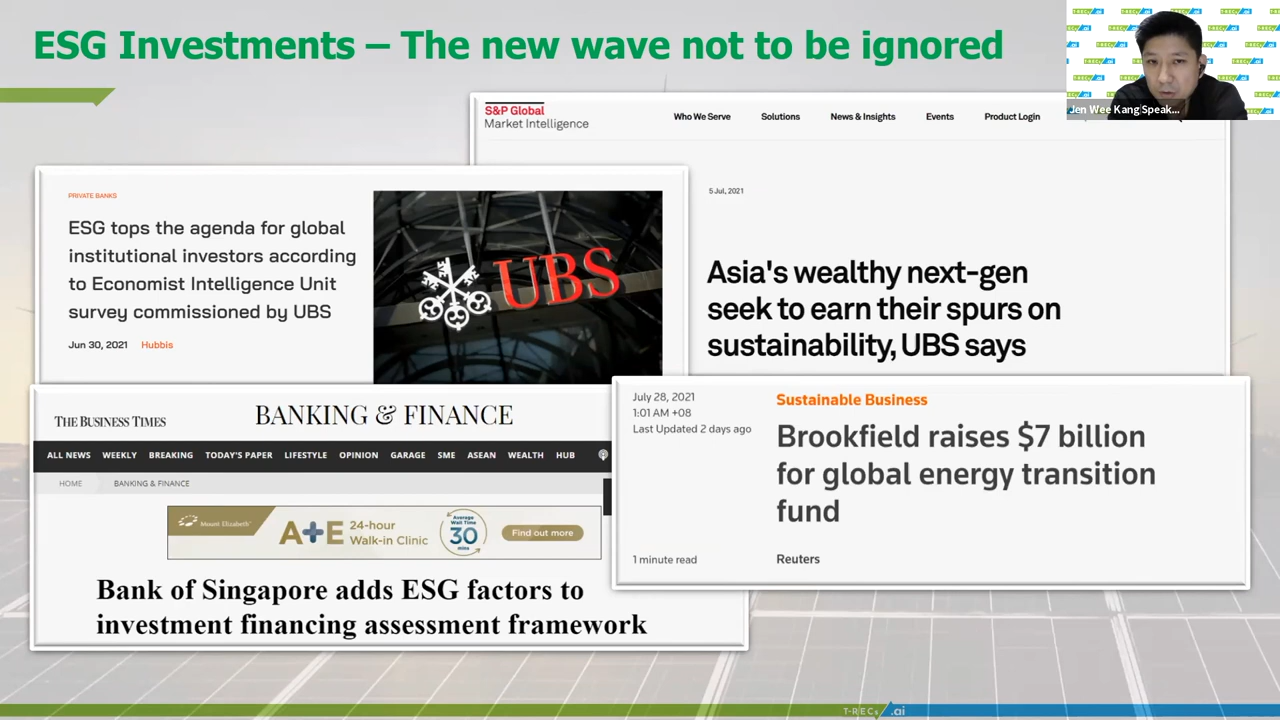 ESG Investments – The new wave not to be ignored
Jen Wee Kang Speak...
S&P Global
Market Intelligence
Who We Serve Solutions News & Insights Events Product Login
5 Jul, 2021
Asia's wealthy next-gen
seek to earn their spurs on
sustainability, UBS says
PRIVATE BANKS
ESG tops the agenda for global
institutional investors according
to Economist Intelligence Unit
survey commissioned by UBS
Jun 30, 2021 Hubbis
UBS
THE BUSINESS TIMES
BANKING & FINANCE
ALL NEWS WEEKLY BREAKING TODAY'S PAPER LIFESTYLE OPINION GARAGE SME ASEAN WEALTH HUB
HOME BANKING & FINANCE
Mount Elizabeth
A+E 24-hour
Walk-in Clinic
Average
Wait Time
30
mins
Find out more
Bank of Singapore adds ESG factors to
investment financing assessment framework
July 28, 2021
1:01 AM +08
Last Updated 2 days ago
Sustainable Business
Brookfield raises $7 billion
for global energy transition
fund
1 minute read
Reuters
T-RECs.ai